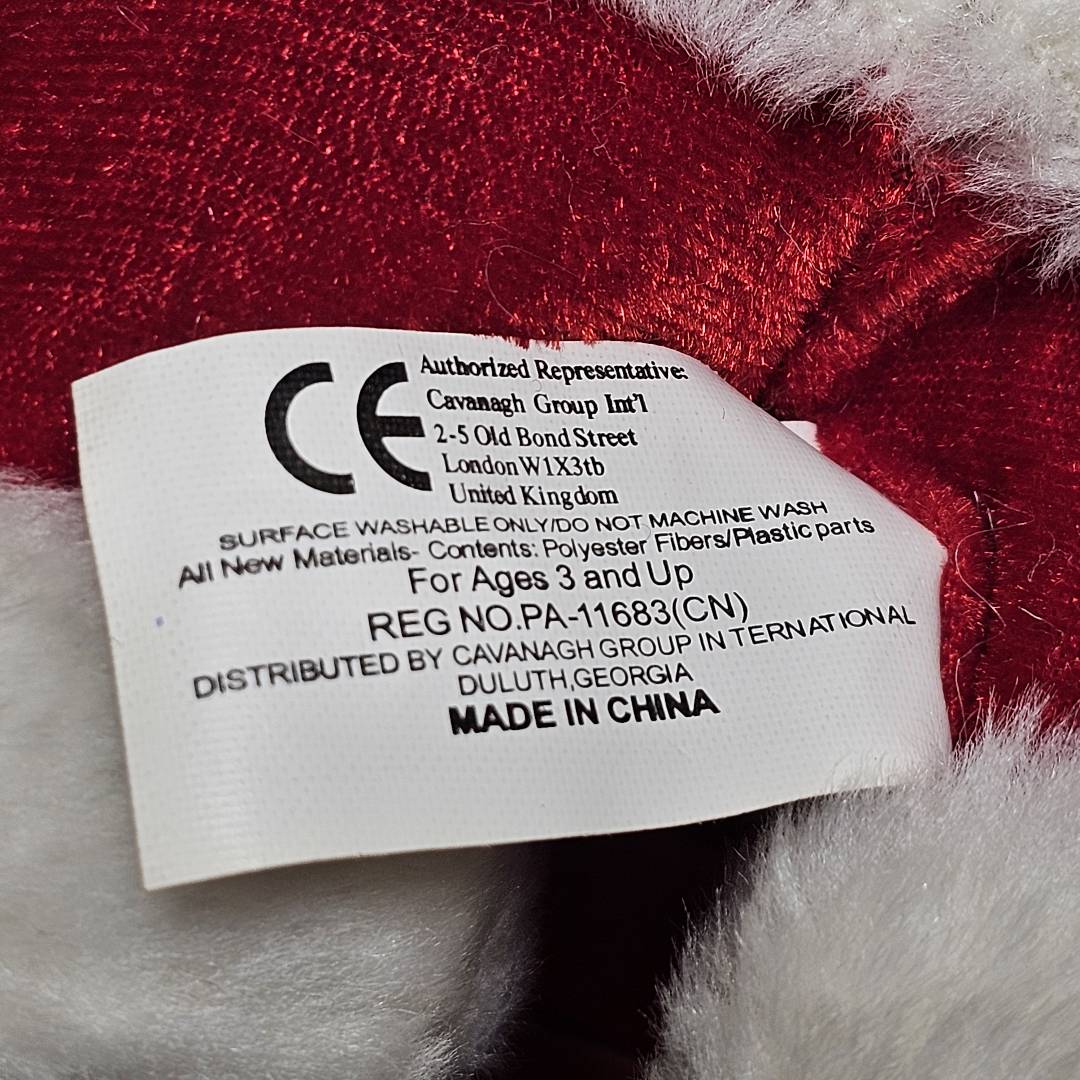 CE
Authorized Representative:
Cavanagh Group Int'l
2-5 Old Bond Street
London W1X3tb
United Kingdom
SURFACE WASHABLE ONLY/DO NOT MACHINE WASH
All New Materials- Contents: Polyester Fibers/Plastic parts
For Ages 3 and Up
REG NO.PA-11683(CN)
DISTRIBUTED BY CAVANAGH GROUP INTERNATIONAL
DULUTH,GEORGIA
MADE IN CHINA